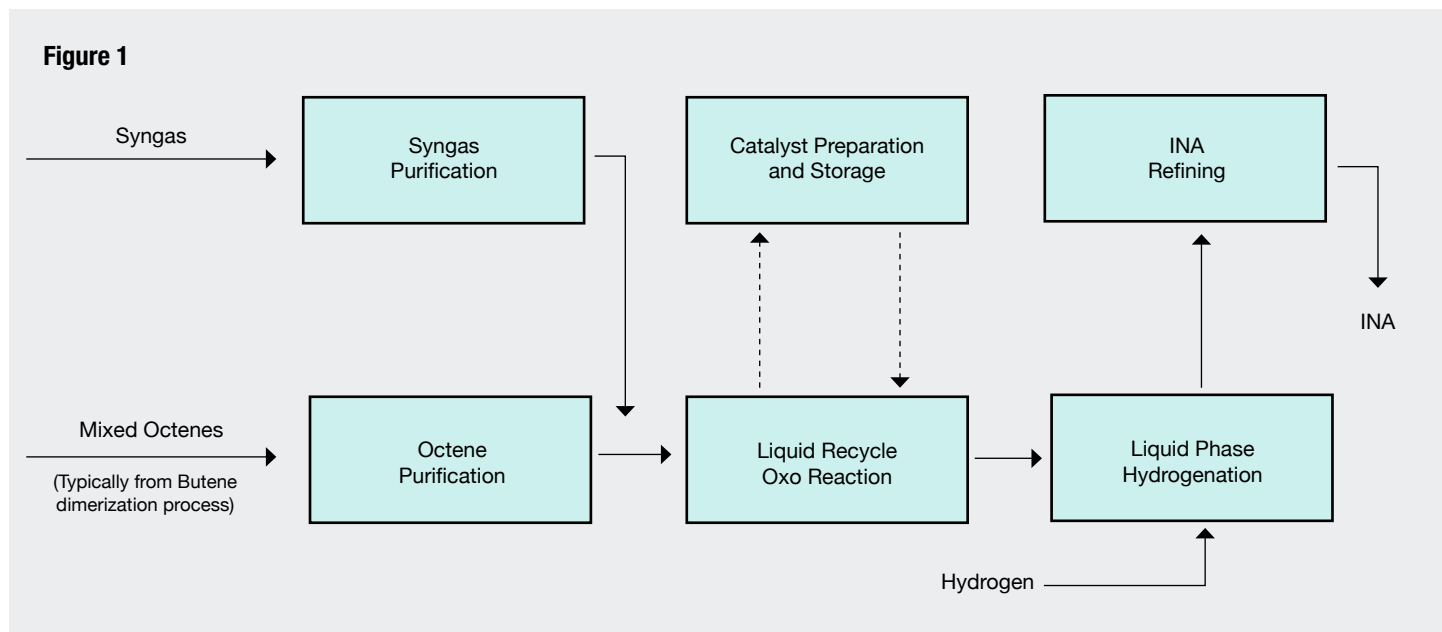 Figure 1
Syngas
Syngas
Purification
Catalyst Preparation
and Storage
INA
Refining
INA
Mixed Octenes
(Typically from Butene
dimerization process)
Octene
Purification
Liquid Recycle
Oxo Reaction
Liquid Phase
Hydrogenation
Hydrogen